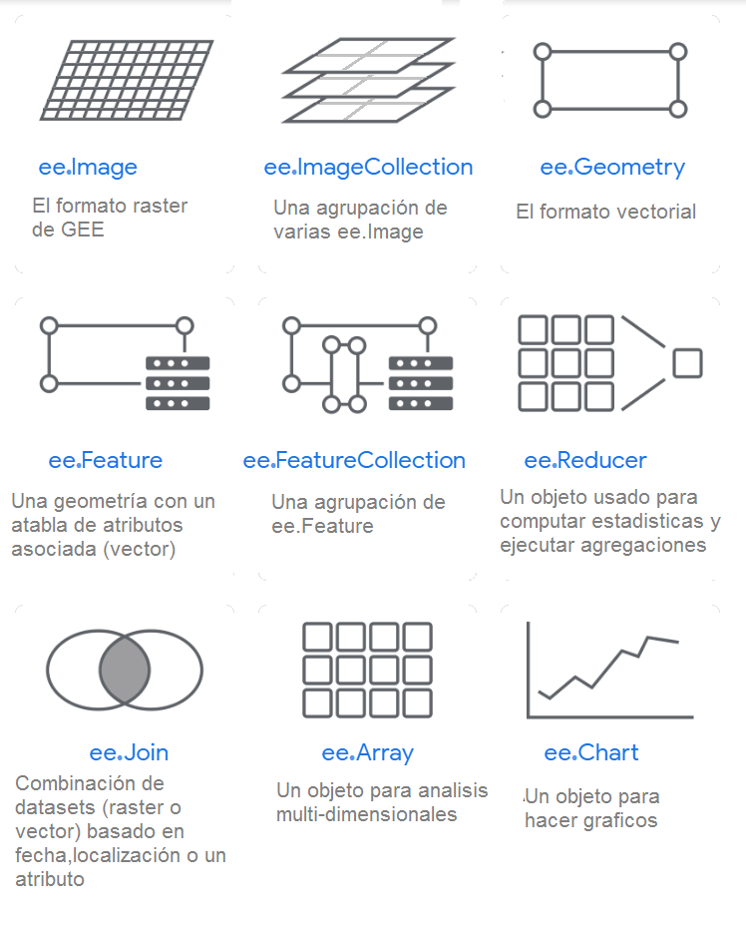 ee.Image
El formato raster
de GEE
ee.ImageCollection
Una agrupación de
varias ee.Image
ee.Geometry
El formato vectorial
ee.Feature
Una geometría con un
atabla de atributos
asociada (vector)
ee.FeatureCollection
Una agrupación de
ee.Feature
ee.Reducer
Un objeto usado para
computar estadisticas y
ejecutar agregaciones
ee.Join
Combinación de
datasets (raster o
vector) basado en
fecha,localización o un
atributo
ee.Array
Un objeto para analisis
multi-dimensionales
ee.Chart
Un objeto para
hacer graficos